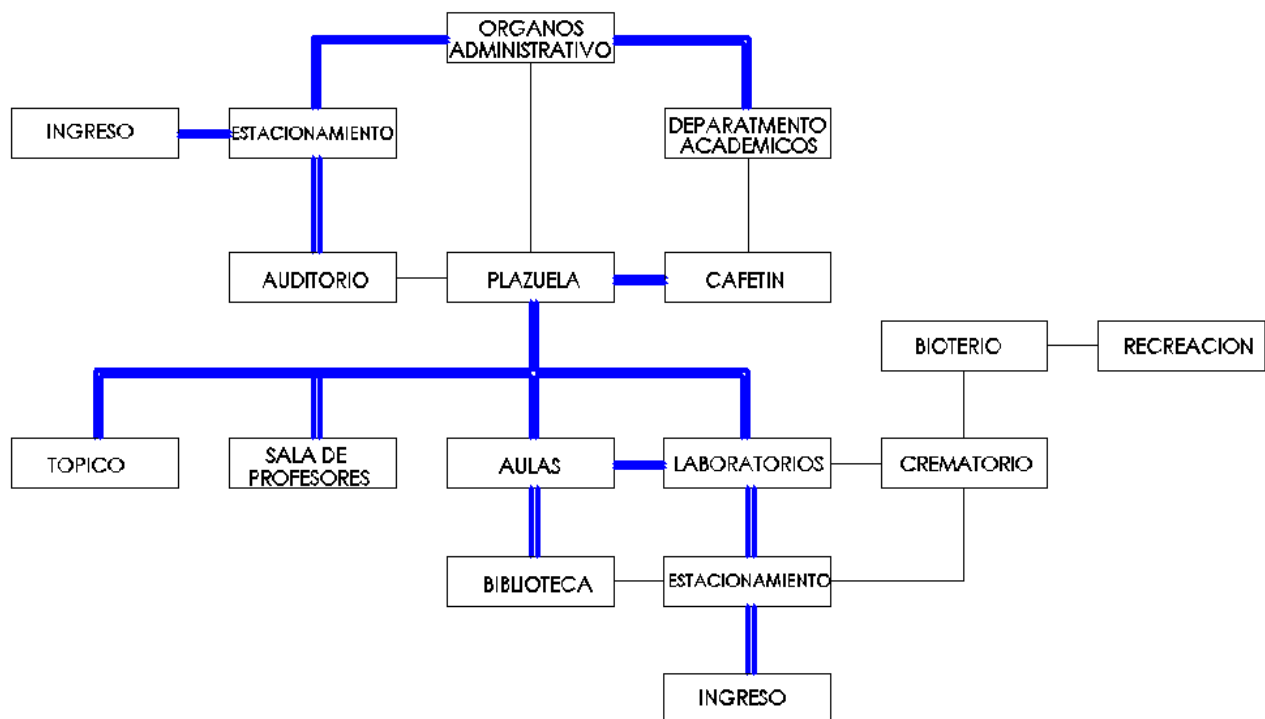 ORGANOS
ADMINISTRATIVO
INGRESO
ESTACIONAMIENTO
DEPARATMENTO
ACADEMICOS
AUDITORIO
PLAZUELA
CAFETIN
BIOTERIO
RECREACION
TOPICO
SALA DE
PROFESORES
AULAS
LABORATORIOS
CREMATORIO
BIBLIOTECA
ESTACIONAMIENTO
INGRESO